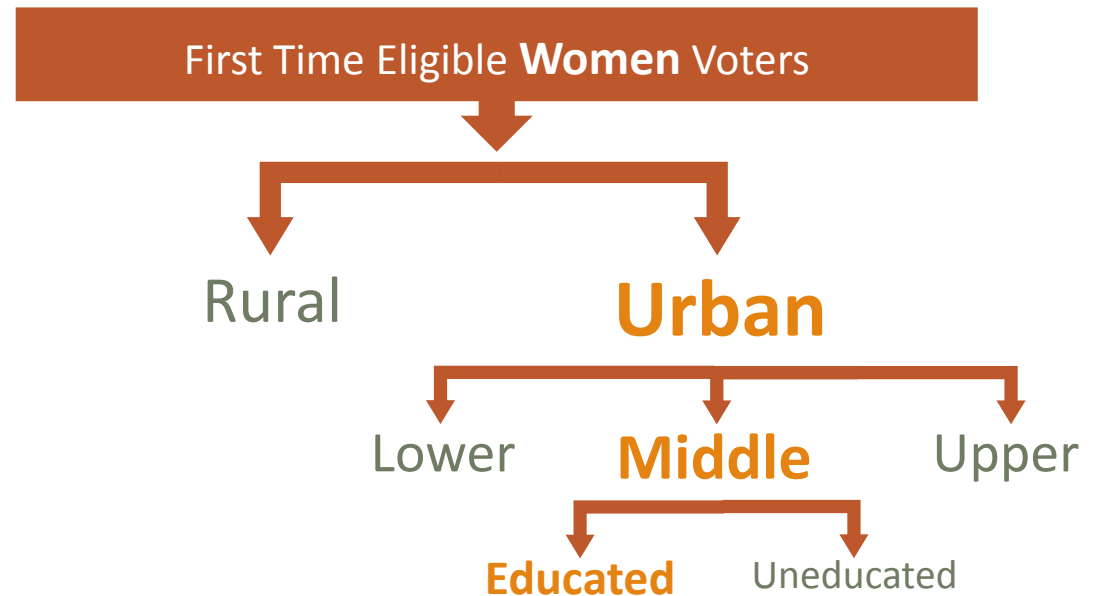 First Time Eligible Women Voters
Rural
Urban
Lower
Middle
Upper
Educated
Uneducated